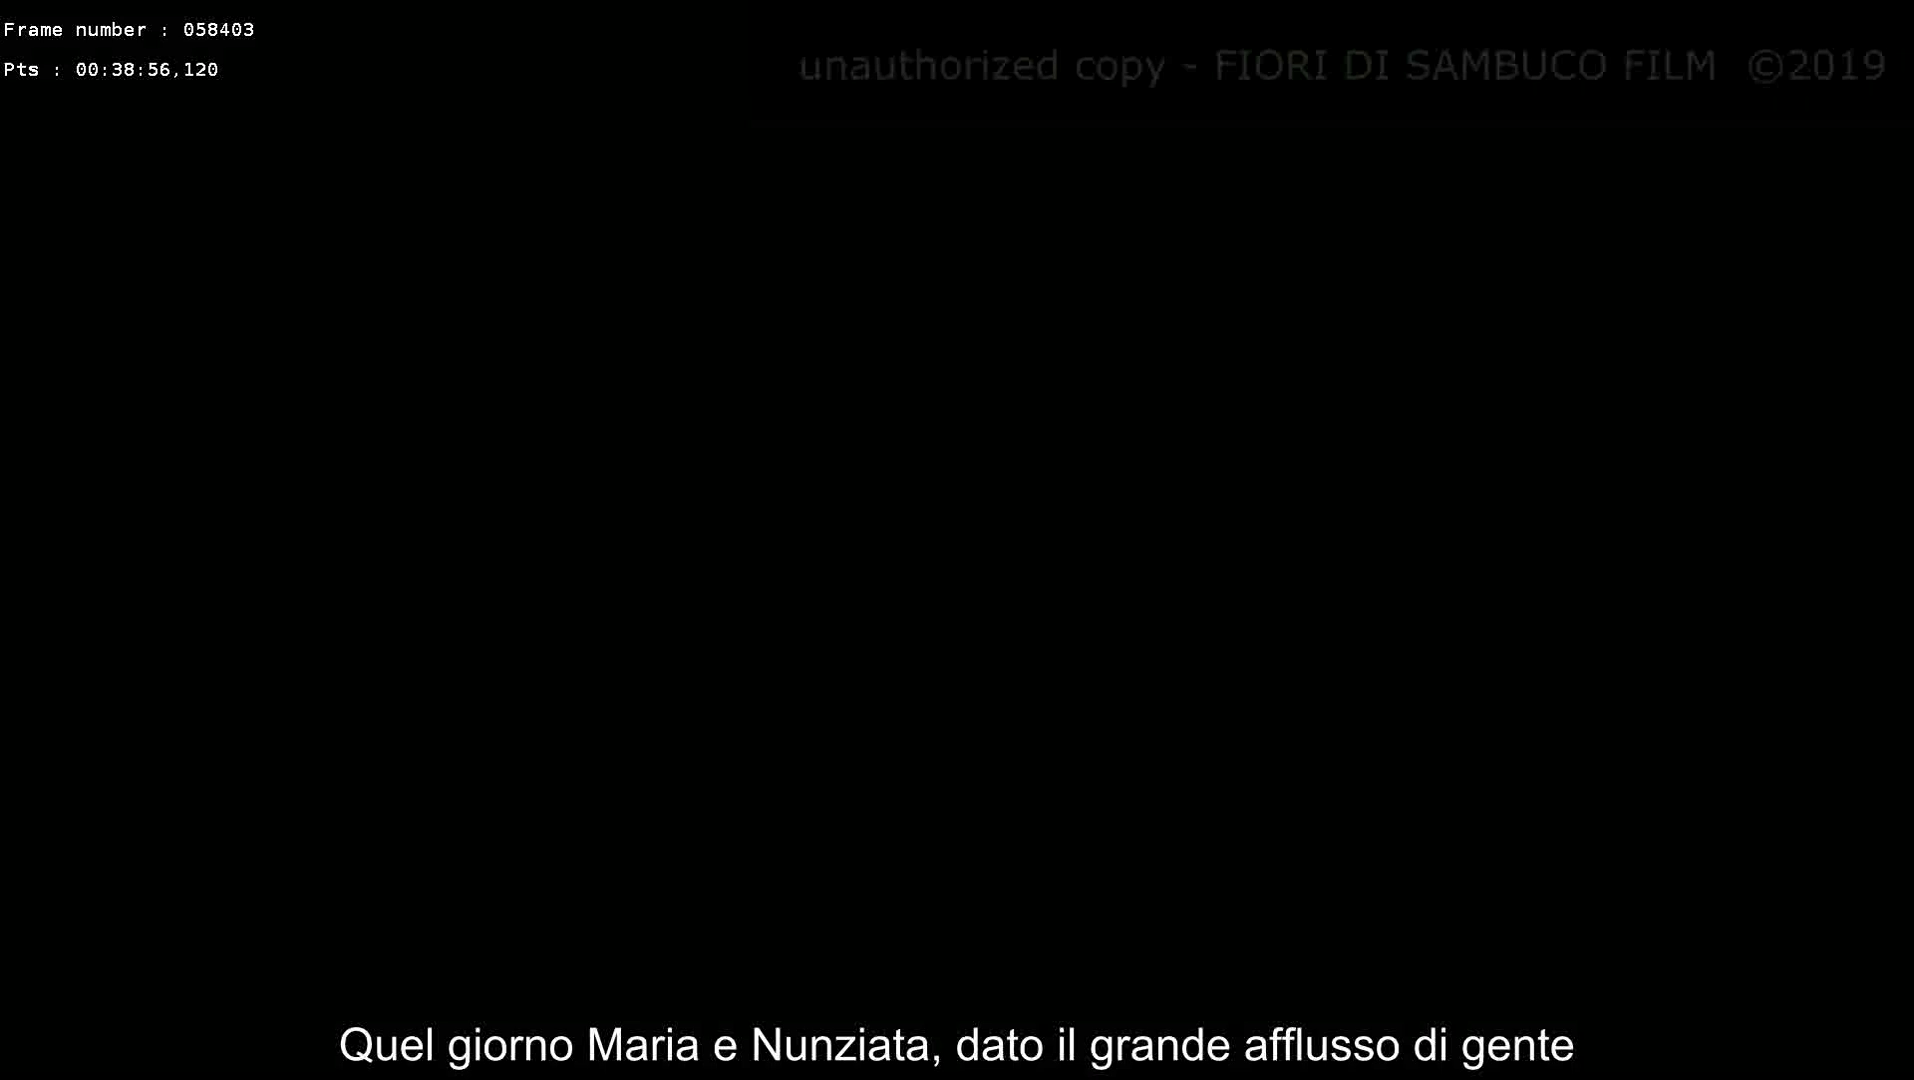 Frame number : 058403
unauthorized copy - FIORI DI SAMBUCO FILM ©2019
Pts : 00:38:56,120
Quel giorno Maria e Nunziata, dato il grande afflusso di gente